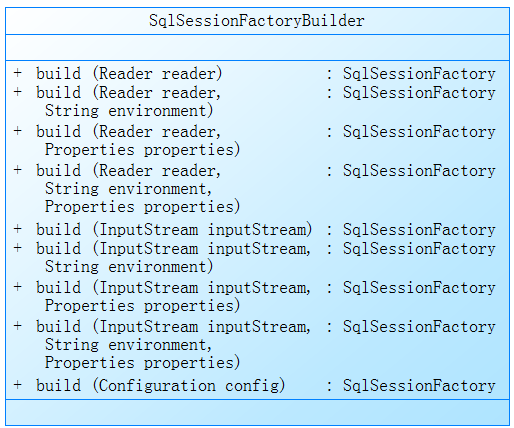 SqlSessionFactoryBuilder
+ build (Reader reader) : SqlSessionFactory
+ build (Reader reader, : SqlSessionFactory
String environment)
+ build (Reader reader, : SqlSessionFactory
Properties properties)
+ build (Reader reader, : SqlSessionFactory
String environment,
Properties properties)
+ build (InputStream inputStream) : SqlSessionFactory
+ build (InputStream inputStream, : SqlSessionFactory
String environment)
+ build (InputStream inputStream, : SqlSessionFactory
Properties properties)
+ build (InputStream inputStream, : SqlSessionFactory
String environment,
Properties properties)
+ build (Configuration config) : SqlSessionFactory